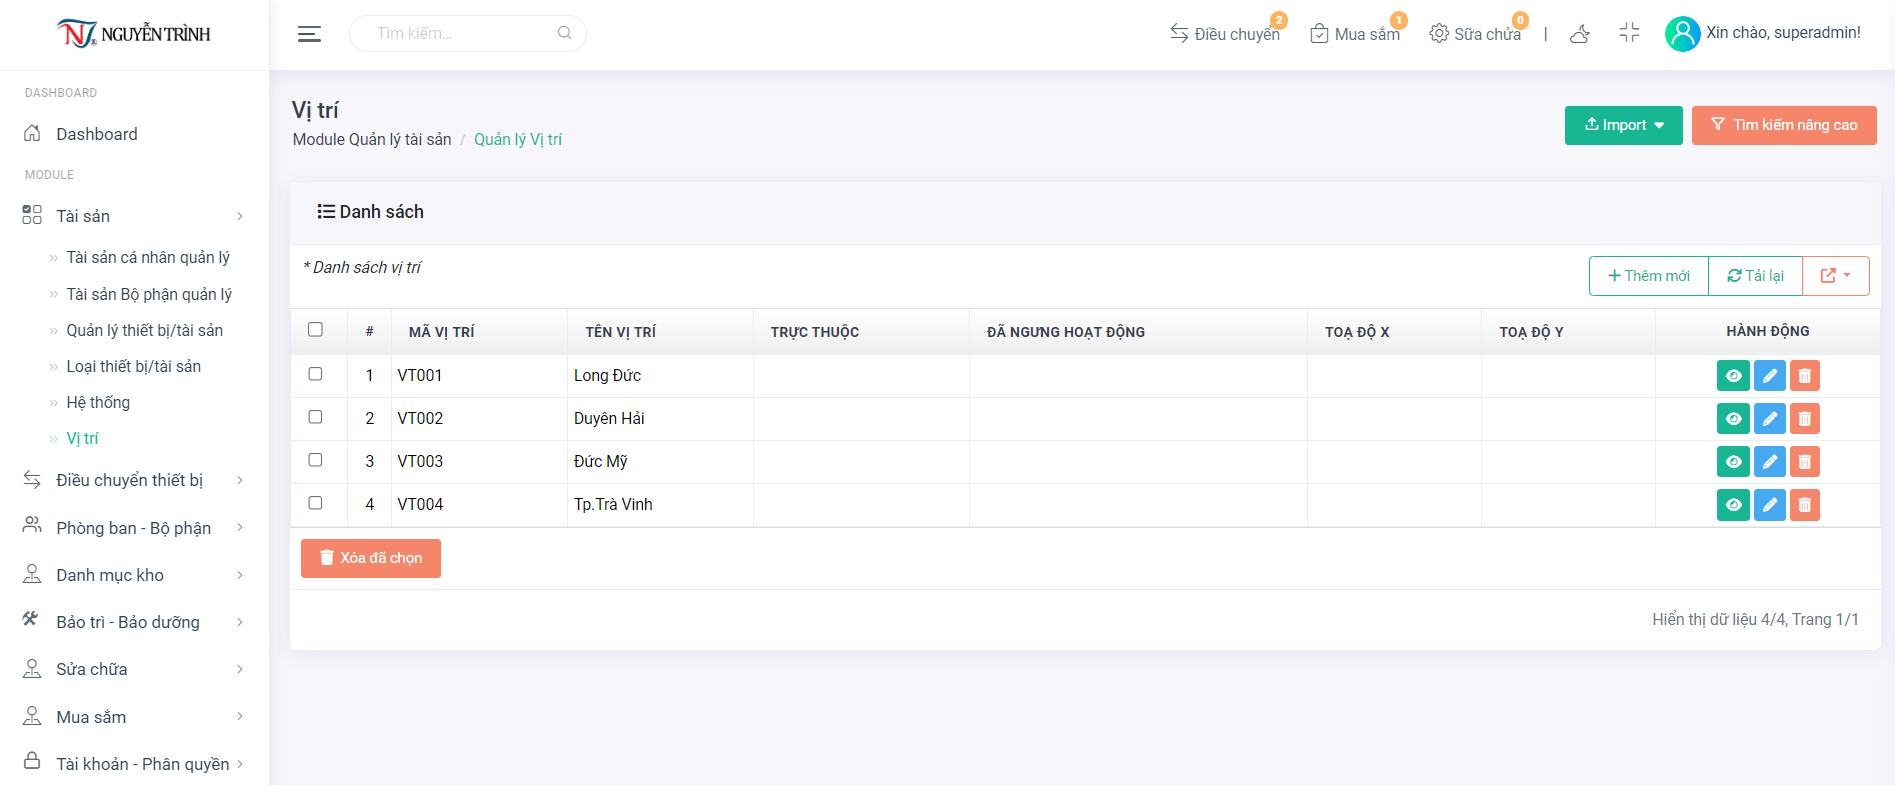 NGUYỄN TRÌNH
Tìm kiếm...
Điều chuyển 2
Mua sắm 1
Sữa chửa 0
|
Xin chào, superadmin!
DASHBOARD
Dashboard
MODULE
Tài sản
Tài sản cá nhân quản lý
Tài sản Bộ phận quản lý
Quản lý thiết bị/tài sản
Loại thiết bị/tài sản
Hệ thống
Vị trí
Điều chuyển thiết bị
Phòng ban - Bộ phận
Danh mục kho
Bảo trì - Bảo dưỡng
Sửa chữa
Mua sắm
Tài khoản - Phân quyền
Vị trí
Module Quản lý tài sản / Quản lý Vị trí
Import
Tìm kiếm nâng cao
Danh sách
* Danh sách vị trí
Thêm mới
Tải lại
# MÃ VỊ TRÍ TÊN VỊ TRÍ TRỰC THUỘC ĐÃ NGƯNG HOẠT ĐỘNG TOẠ ĐỘ X TOẠ ĐỘ Y HÀNH ĐỘNG
1 VT001 Long Đức
2 VT002 Duyên Hải
3 VT003 Đức Mỹ
4 VT004 Tp.Trà Vinh
Xóa đã chọn
Hiển thị dữ liệu 4/4, Trang 1/1